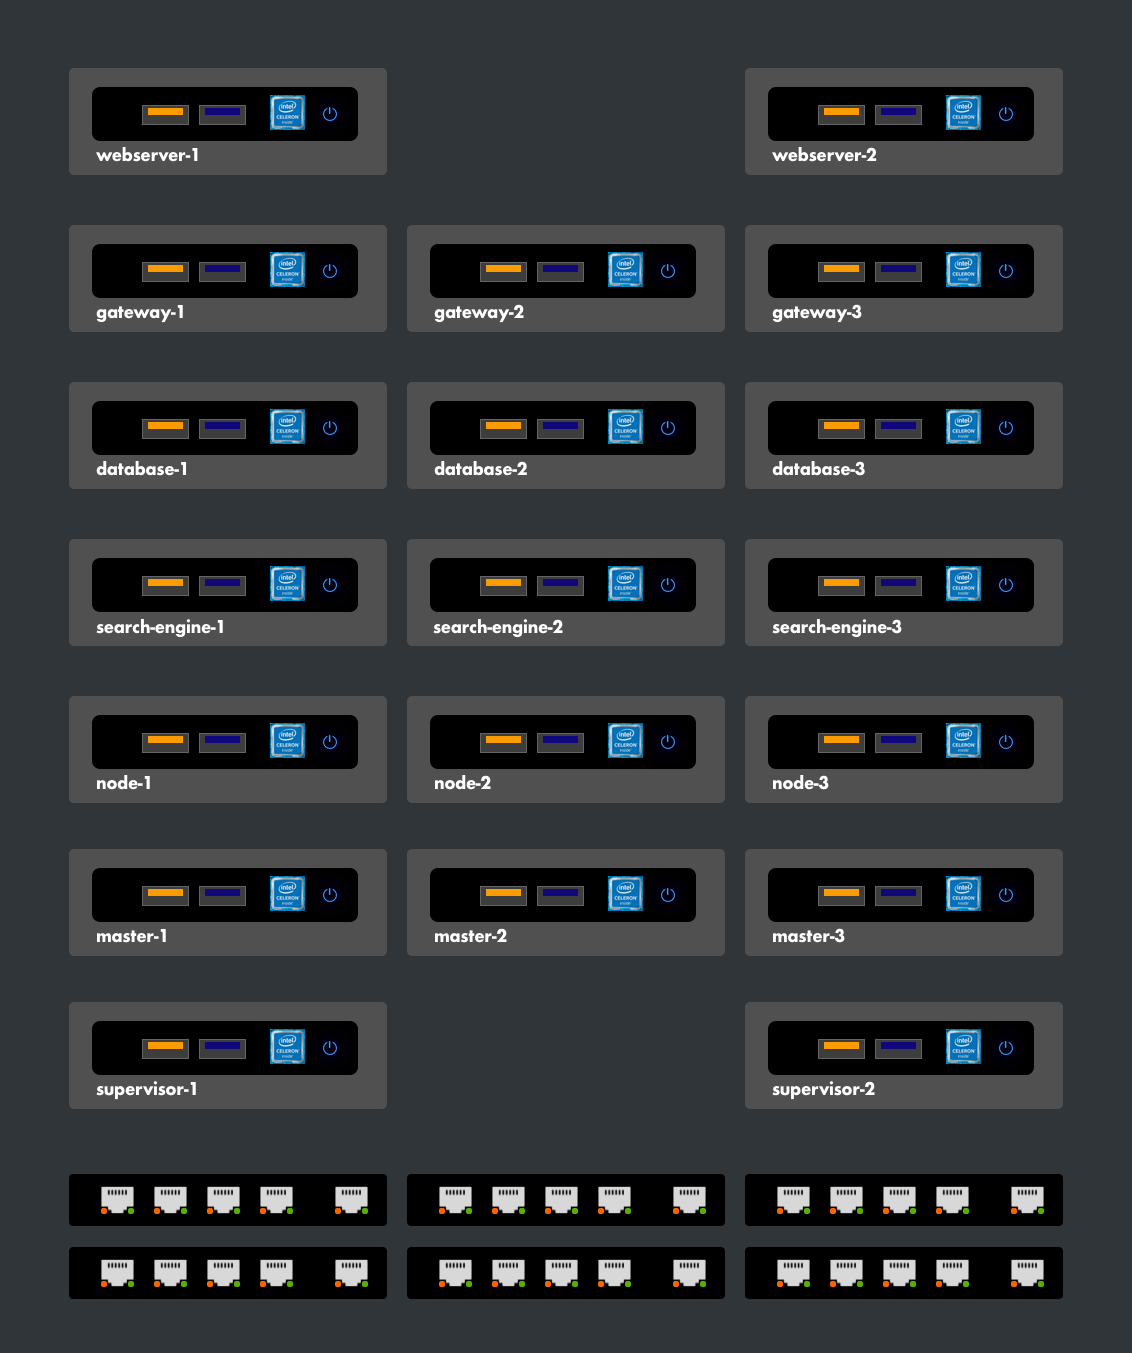 intel
CELERON
inside
webserver-1
intel
CELERON
inside
webserver-2
intel
CELERON
inside
gateway-1
intel
CELERON
inside
gateway-2
intel
CELERON
inside
gateway-3
intel
CELERON
inside
database-1
intel
CELERON
inside
database-2
intel
CELERON
inside
database-3
intel
CELERON
inside
search-engine-1
intel
CELERON
inside
search-engine-2
intel
CELERON
inside
search-engine-3
intel
CELERON
inside
node-1
intel
CELERON
inside
node-2
intel
CELERON
inside
node-3
intel
CELERON
inside
master-1
intel
CELERON
inside
master-2
intel
CELERON
inside
master-3
intel
CELERON
inside
supervisor-1
intel
CELERON
inside
supervisor-2